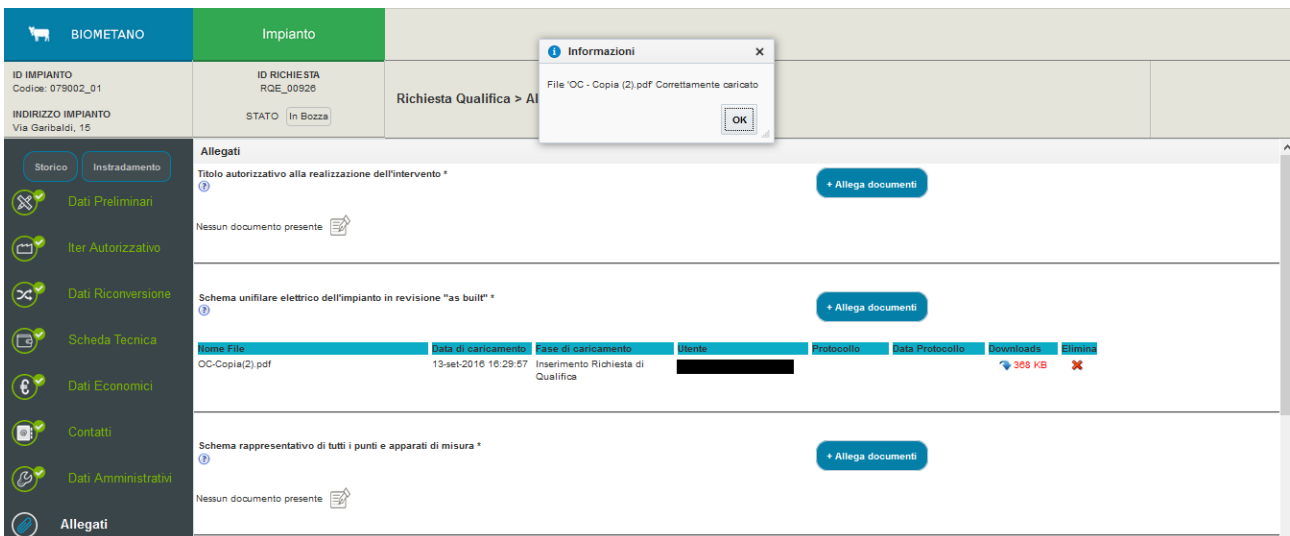 BIOMETANO
Impianto
Informazioni
x
File 'OC - Copia (2).pdf' Correttamente caricato
OK
ID IMPIANTO
Codice: 079002_01
INDIRIZZO IMPIANTO
Via Garibaldi, 15
ID RICHIESTA
RQE_00926
STATO In Bozza
Richiesta Qualifica > Al
Storico Instradamento
Dati Preliminari
Iter Autorizzativo
Dati Riconversione
Scheda Tecnica
Dati Economici
Contatti
Dati Amministrativi
Allegati
Allegati
Titolo autorizzativo alla realizzazione dell'intervento *
?
+ Allega documenti
Nessun documento presente
Schema unifilare elettrico dell'impianto in revisione "as built" *
?
+ Allega documenti
Nome File Data di caricamento Fase di caricamento Utente Protocollo Data Protocollo Downloads Elimina
OC-Copia(2).pdf 13-set-2016 16:29:57 Inserimento Richiesta di 368 KB
Qualifica
Schema rappresentativo di tutti i punti e apparati di misura *
?
+ Allega documenti
Nessun documento presente